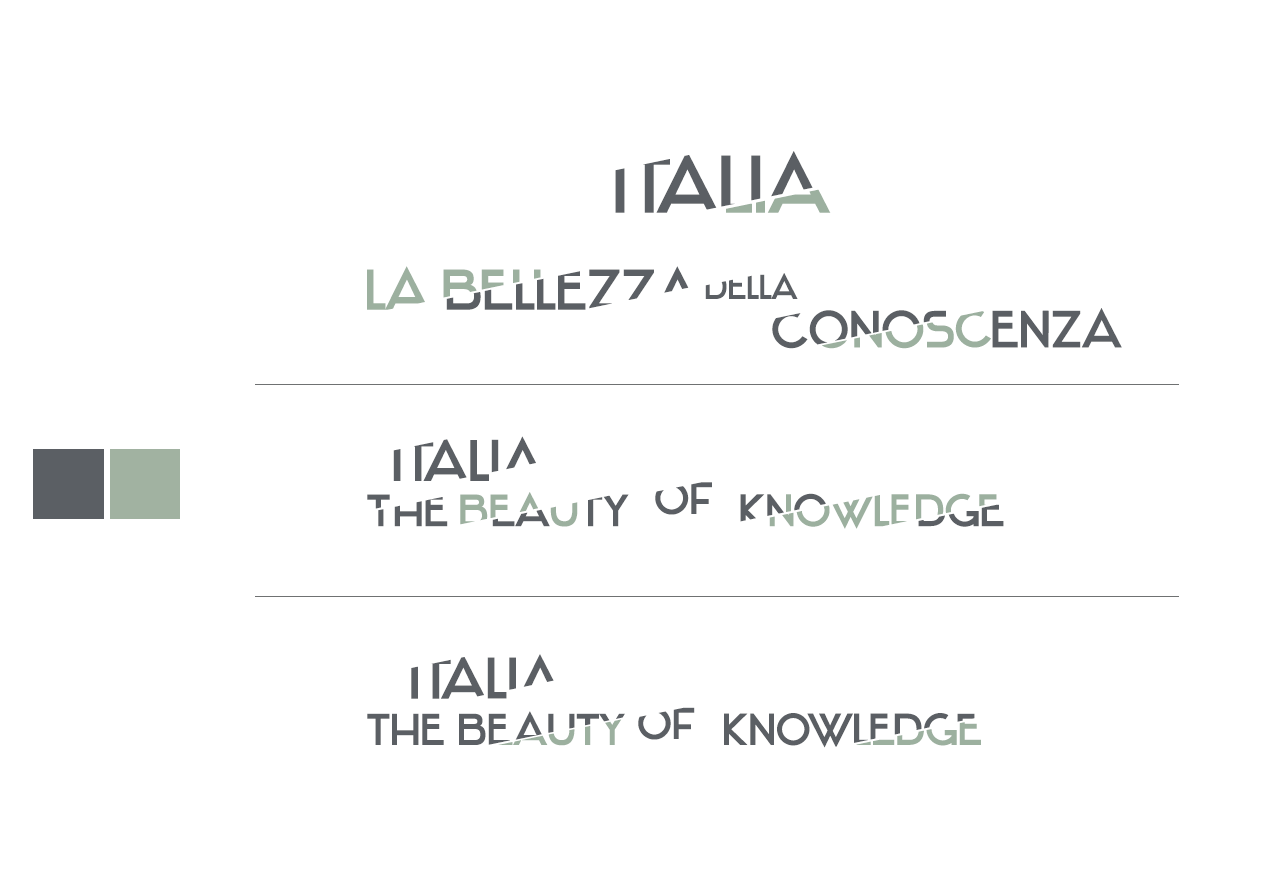 ITALIA
LA BELLEZZA DELLA
CONOSCENZA
ITALIA
THE BEAUTY OF KNOWLEDGE
ITALIA
THE BEAUTY OF KNOWLEDGE